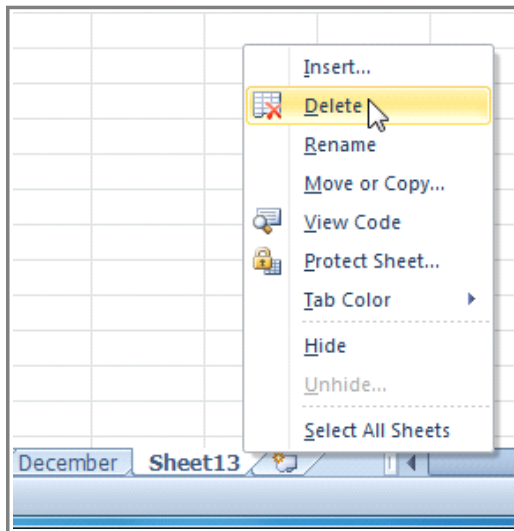 Insert...
Delete
Rename
Move or Copy...
View Code
Protect Sheet...
Tab Color
Hide
Unhide...
Select All Sheets
December Sheet13